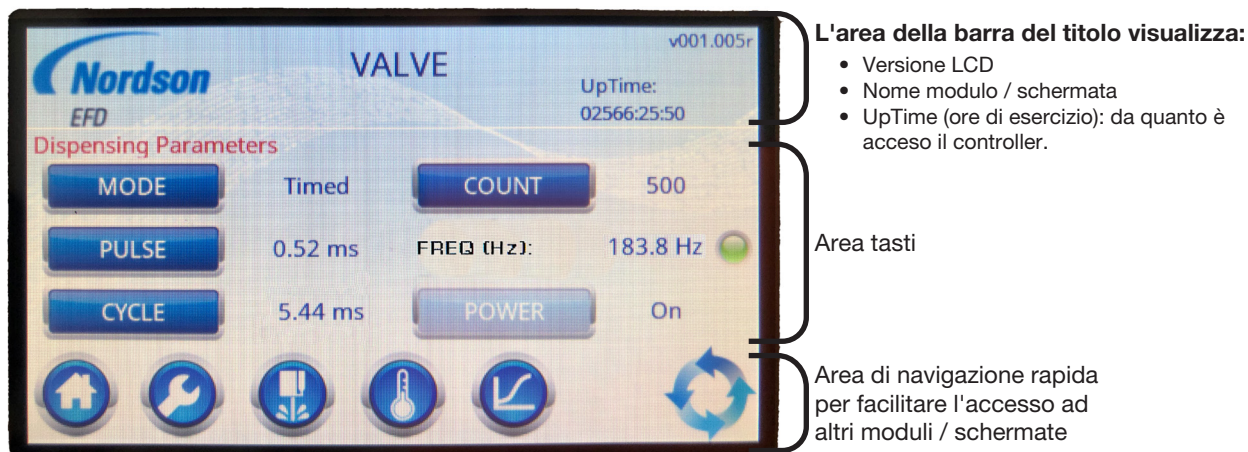 v001.005r
Nordson
EFD
VALVE
UpTime:
02566:25:50
Dispensing Parameters
MODE Timed COUNT 500
PULSE 0.52 ms FREQ (Hz): 183.8 Hz
CYCLE 5.44 ms POWER On
L'area della barra del titolo visualizza:
• Versione LCD
• Nome modulo / schermata
• UpTime (ore di esercizio): da quanto è
acceso il controller.
Area tasti
Area di navigazione rapida
per facilitare l'accesso ad
altri moduli / schermate